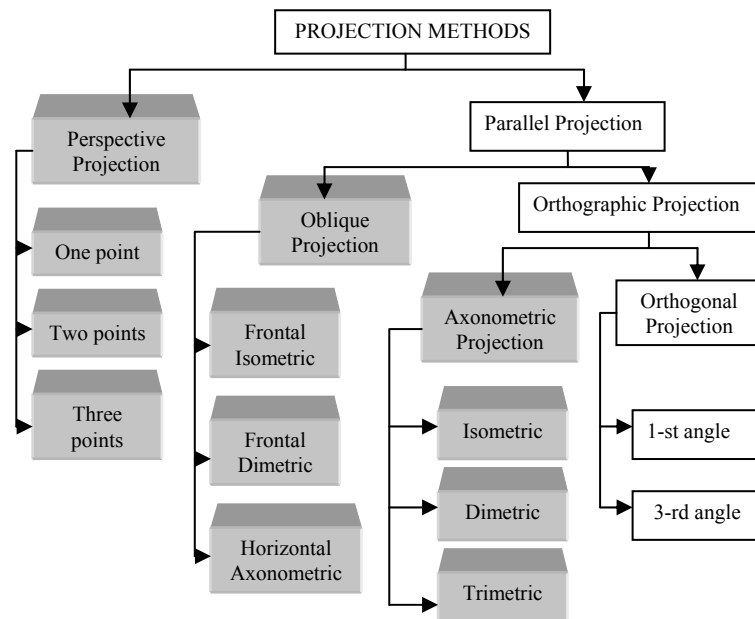 PROJECTION METHODS
Perspective
Projection
One point
Two points
Three
points
Parallel Projection
Oblique
Projection
Frontal
Isometric
Frontal
Dimetric
Horizontal
Axonometric
Orthographic Projection
Axonometric
Projection
Isometric
Dimetric
Trimetric
Orthogonal
Projection
1-st angle
3-rd angle